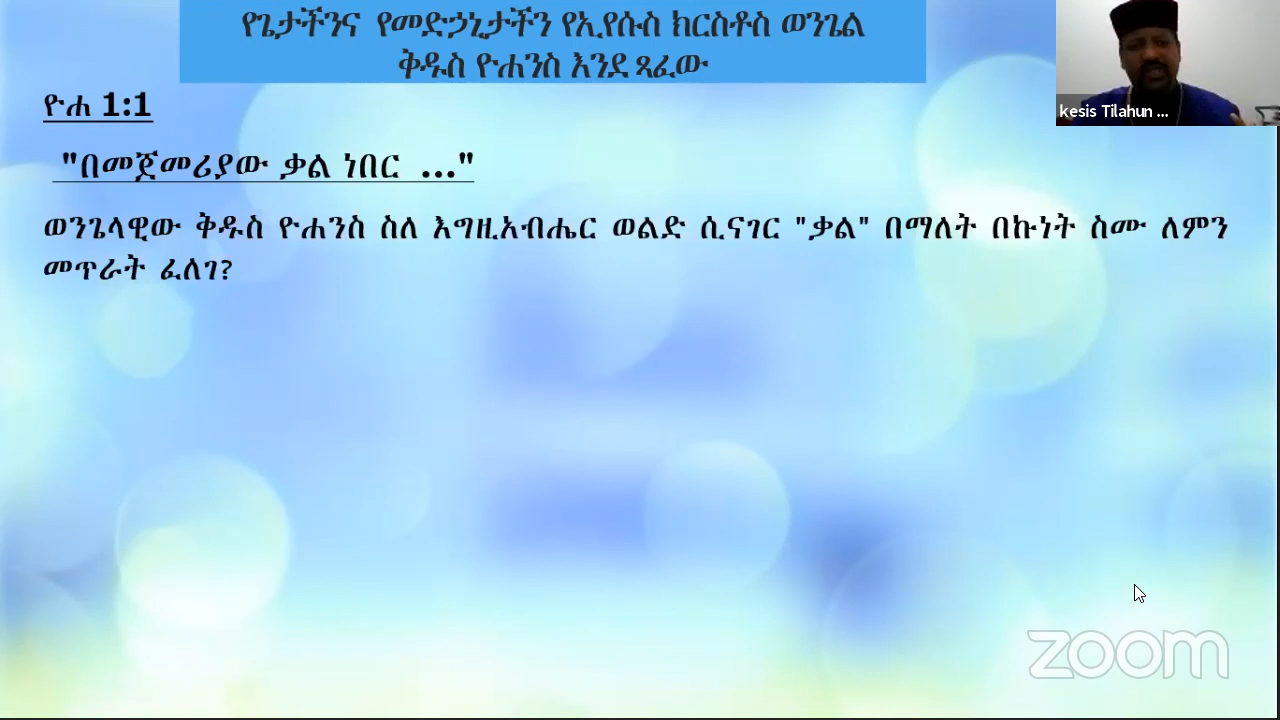 የጌታችንና የመድኃኒታችን የኢየሱስ ክርስቶስ ወንጌል
ቅዱስ ዮሐንስ እንደ ጻፈው
kesis Tilahun ...
ዮሐ 1:1
"በመጀመሪያው ቃል ነበር ..."
ወንጌላዊው ቅዱስ ዮሐንስ ስለ እግዚአብሔር ወልድ ሲናገር "ቃል" በማለት በኩነት ስሙ ለምን
መጥራት ፈለገ?
zoom